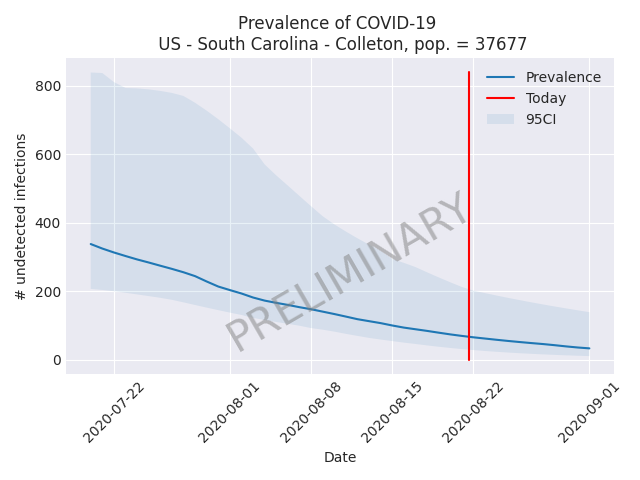 Prevalence of COVID-19
US - South Carolina - Colleton, pop. = 37677
Prevalence
Today
95CI
800
600
400
200
0
# undetected infections
PRELIMINARY
2020-07-22
2020-08-01
2020-08-08
2020-08-15
2020-08-22
2020-09-01
Date